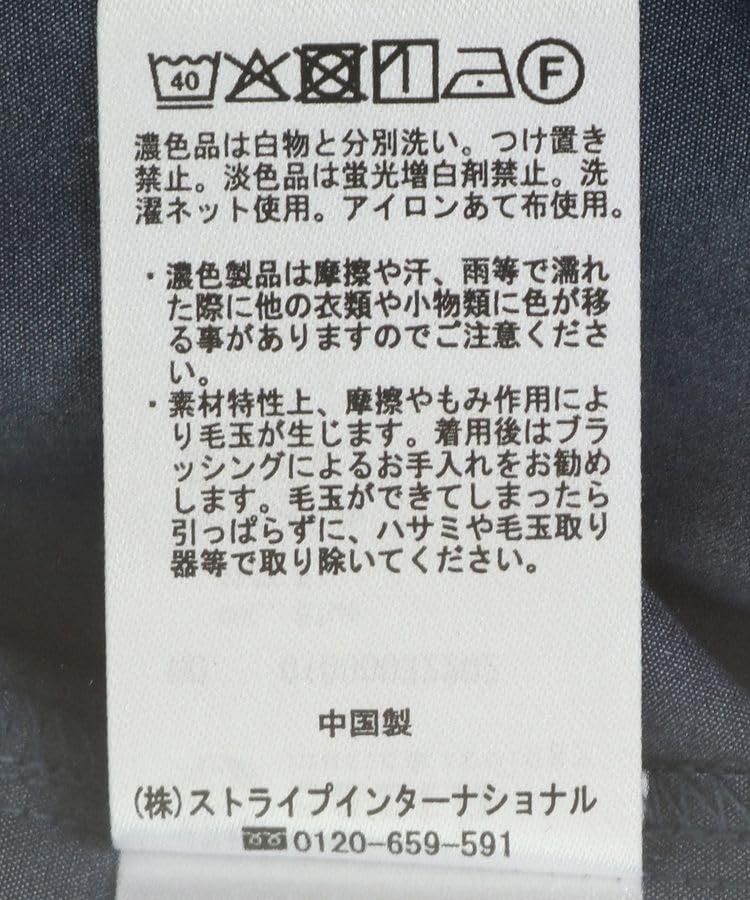 40 F
濃色品は白物と分別洗い。つけ置き
禁止。淡色品は蛍光増白剤禁止。洗
濯ネット使用。アイロンあて布使用。
・濃色製品は摩擦や汗、雨等で濡れ
た際に他の衣類や小物類に色が移
る事がありますのでご注意くださ
い。
・素材特性上、摩擦やもみ作用によ
り毛玉が生じます。着用後はブラ
ッシングによるお手入れをお勧め
します。毛玉ができてしまったら
引っぱらずに、ハサミや毛玉取り
器等で取り除いてください。
中国製
(株)ストライプインターナショナル
0120-659-591